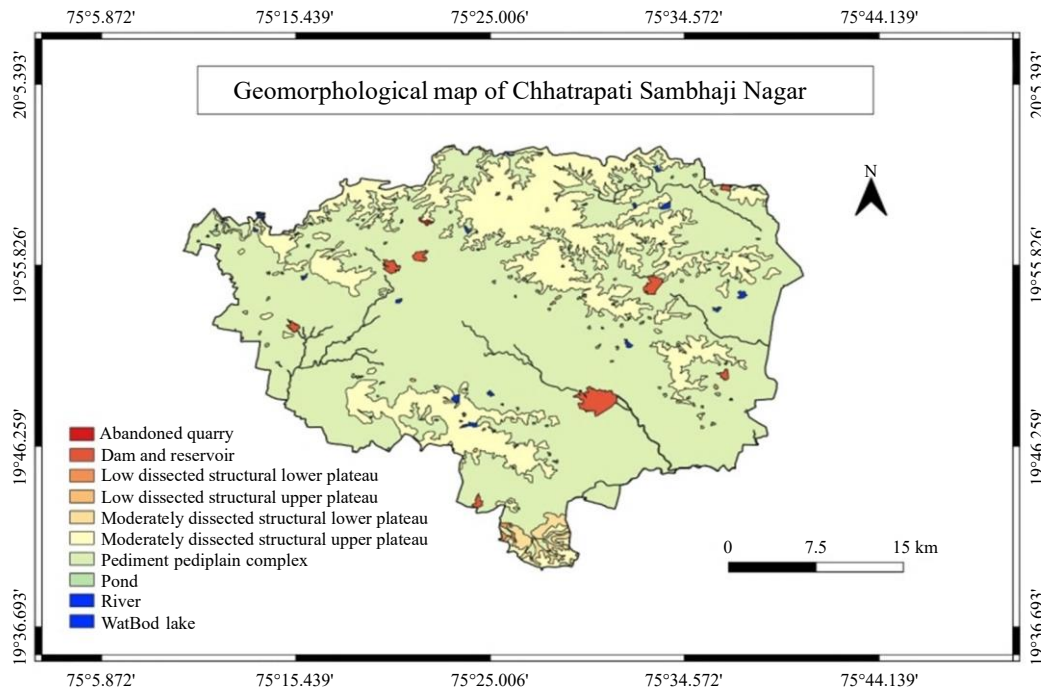 75°5.872' 75°15.439' 75°25.006' 75°34.572' 75°44.139'
20°5.393' 20°5.393'
Geomorphological map of Chhatrapati Sambhaji Nagar
N
19°55.826' 19°55.826'
19°46.259' 19°46.259'
Abandoned quarry
Dam and reservoir
Low dissected structural lower plateau
Low dissected structural upper plateau
Moderately dissected structural lower plateau
Moderately dissected structural upper plateau
Pediment pediplain complex
Pond
River
WatBod lake
0 7.5 15 km
19°36.693' 19°36.693'
75°5.872' 75°15.439' 75°25.006' 75°34.572' 75°44.139'